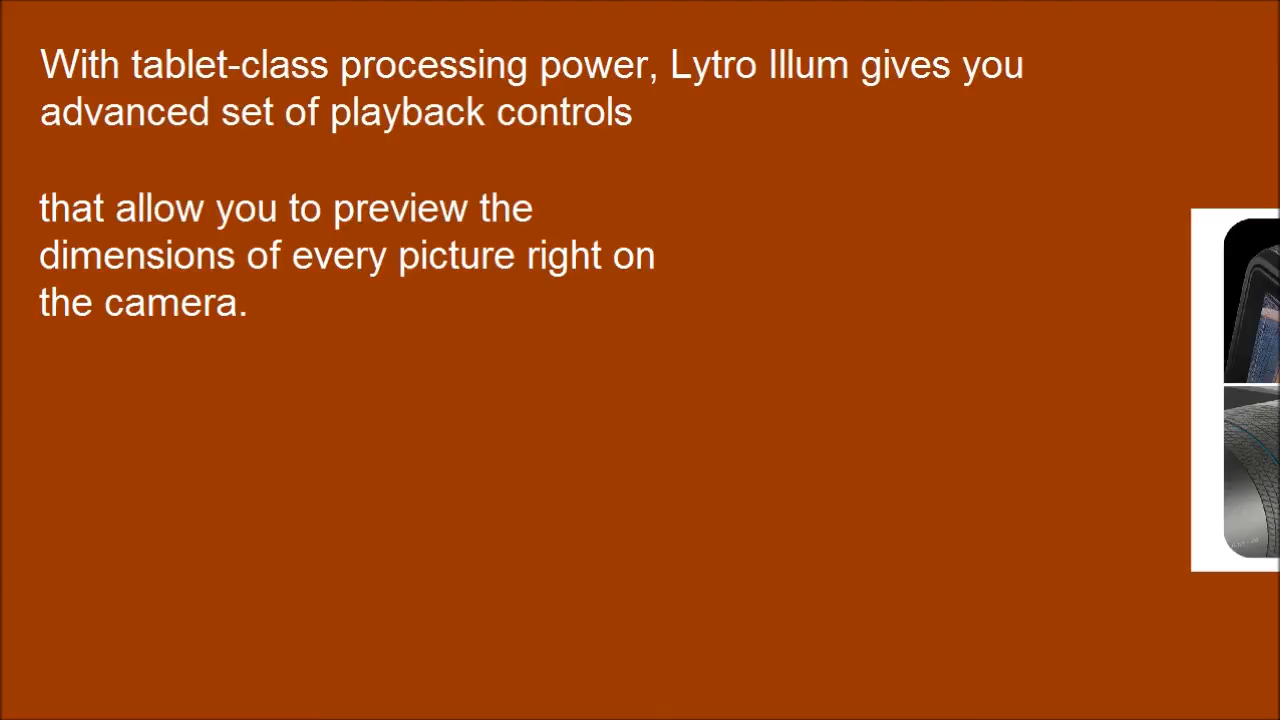 With tablet-class processing power, Lytro Illum gives you
advanced set of playback controls
that allow you to preview the
dimensions of every picture right on
the camera.